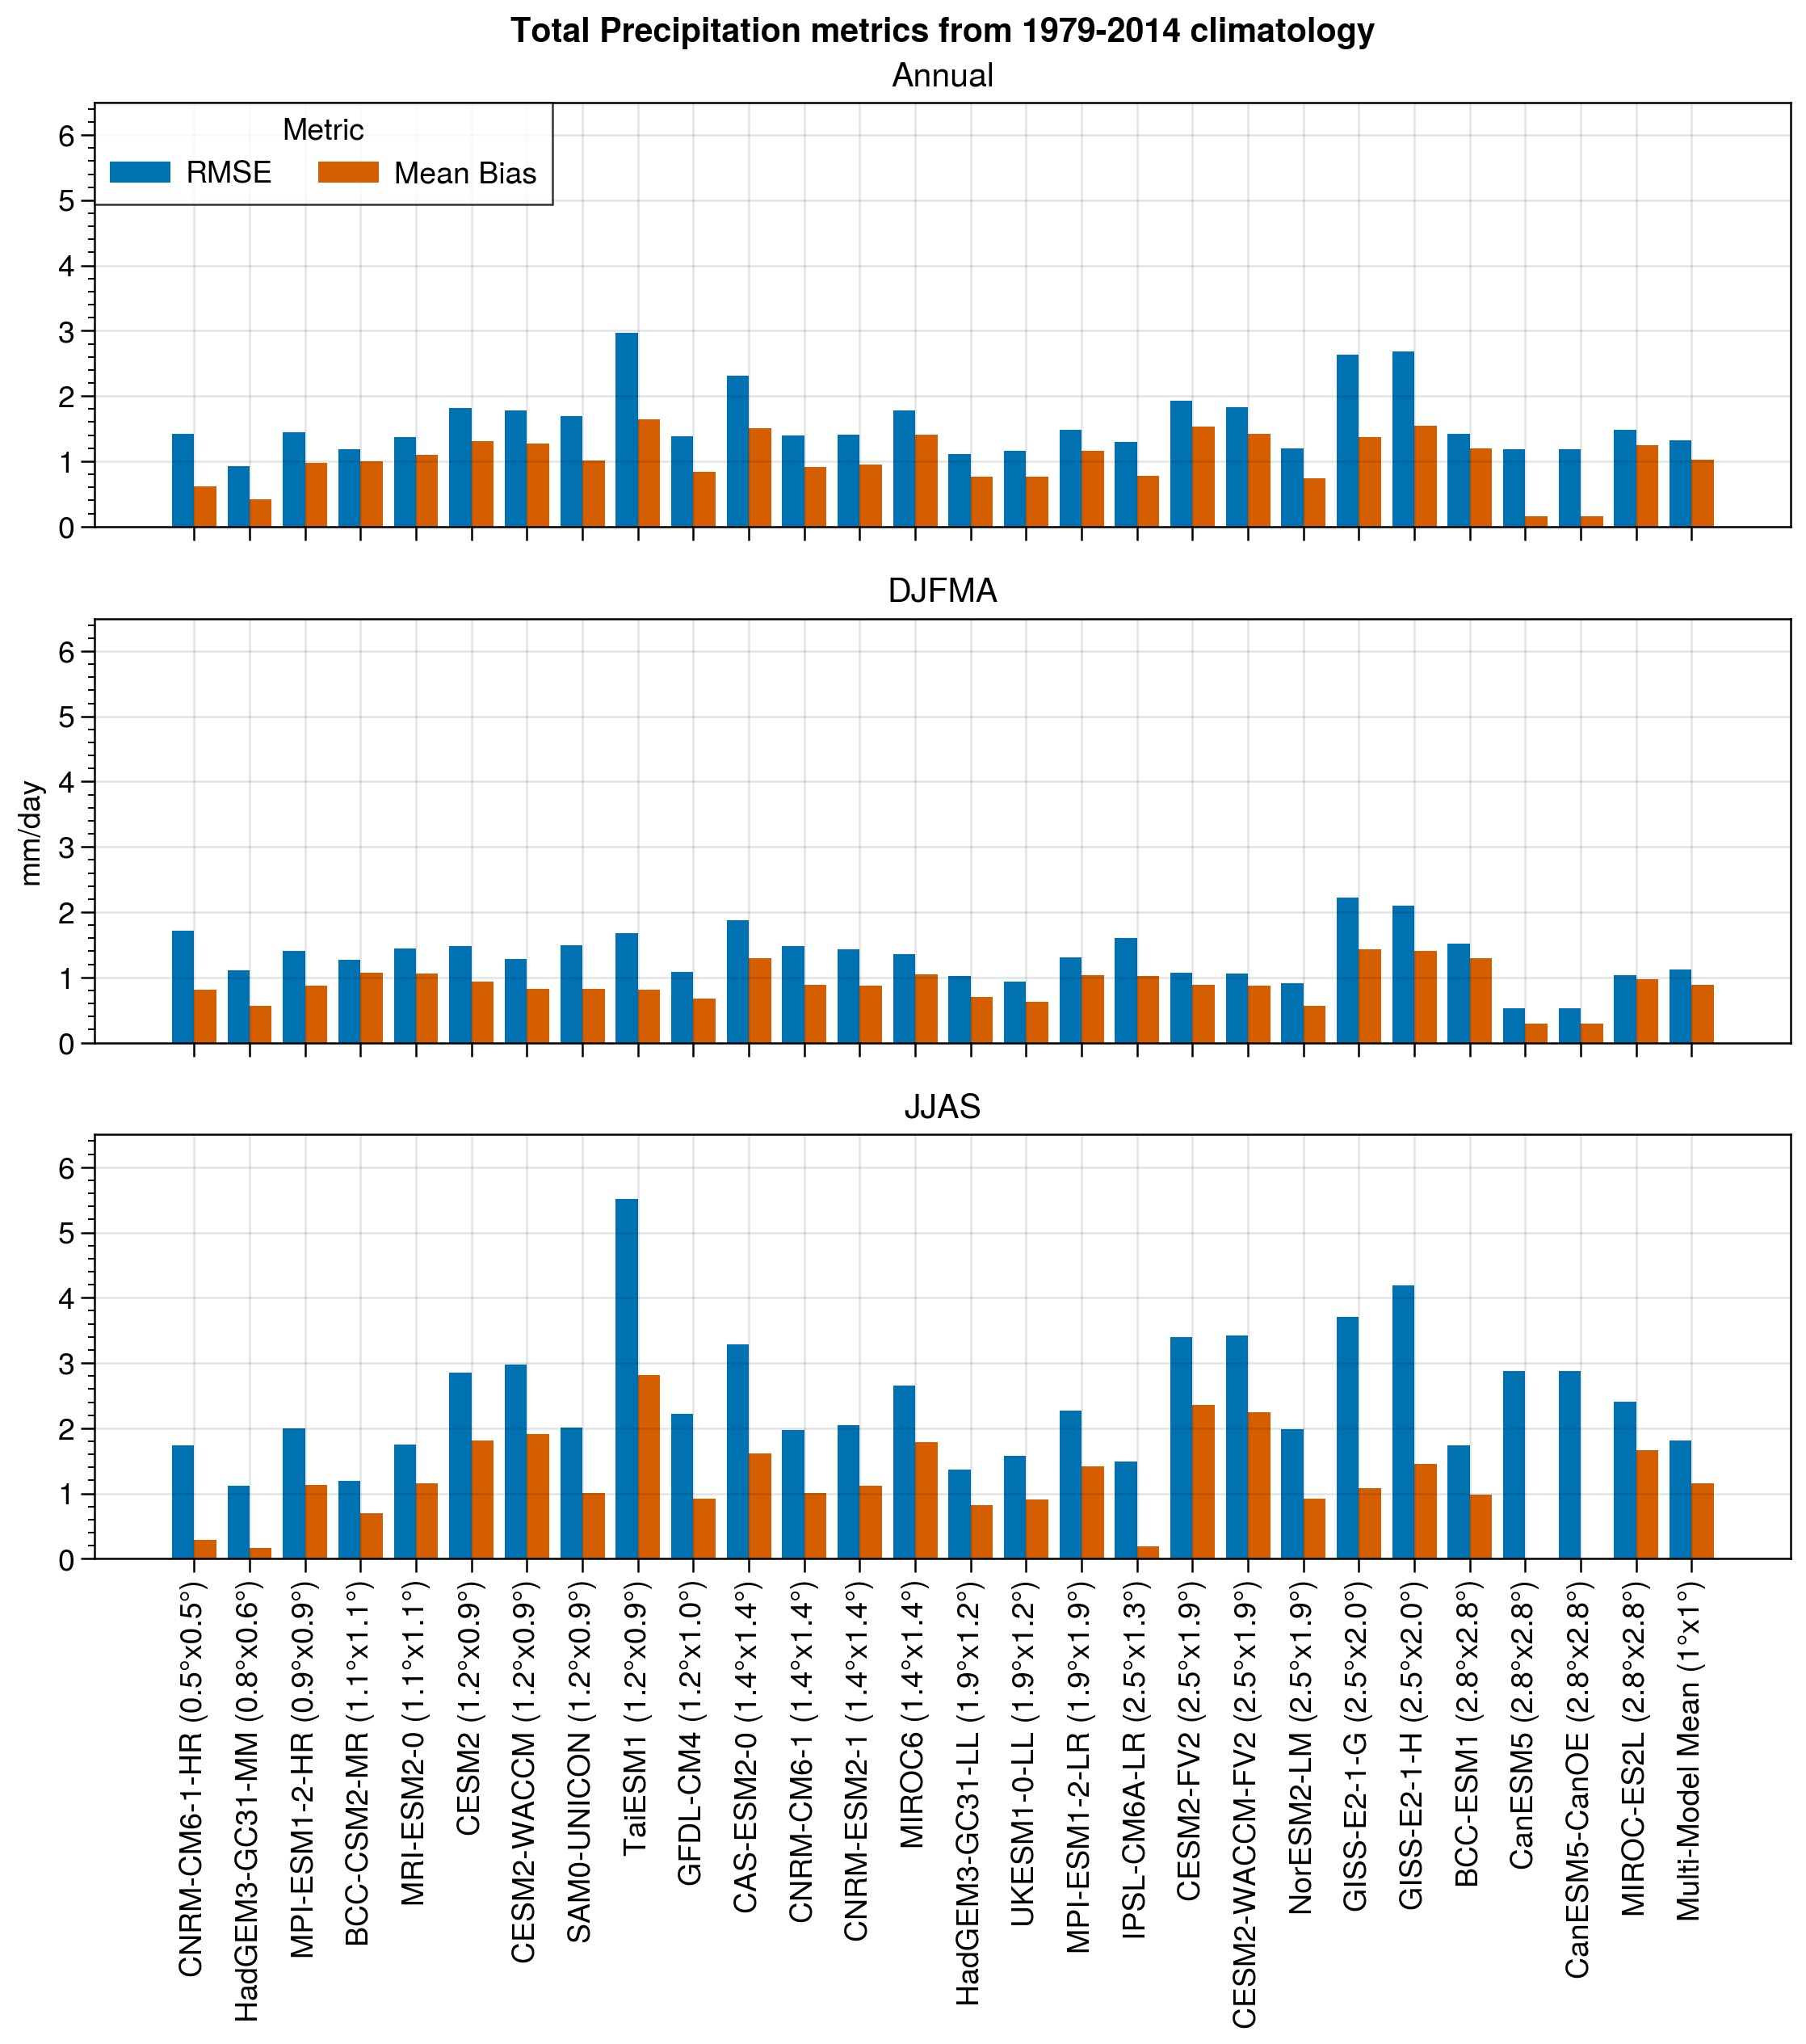 Total Precipitation metrics from 1979-2014 climatology
Annual
Metric
RMSE Mean Bias
6
5
4
3
2
1
0
DJFMA
mm/day
6
5
4
3
2
1
0
JJAS
6
5
4
3
2
1
0
CNRM-CM6-1-HR (0.5°x0.5°)
HadGEM3-GC31-MM (0.8°x0.6°)
MPI-ESM1-2-HR (0.9°x0.9°)
BCC-CSM2-MR (1.1°x1.1°)
MRI-ESM2-0 (1.1°x1.1°)
CESM2 (1.2°x0.9°)
CESM2-WACCM (1.2°x0.9°)
SAM0-UNICON (1.2°x0.9°)
TaiESM1 (1.2°x0.9°)
GFDL-CM4 (1.2°x1.0°)
CAS-ESM2-0 (1.4°x1.4°)
CNRM-CM6-1 (1.4°x1.4°)
CNRM-ESM2-1 (1.4°x1.4°)
MIROC6 (1.4°x1.4°)
HadGEM3-GC31-LL (1.9°x1.2°)
UKESM1-0-LL (1.9°x1.2°)
MPI-ESM1-2-LR (1.9°x1.9°)
IPSL-CM6A-LR (2.5°x1.3°)
CESM2-FV2 (2.5°x1.9°)
CESM2-WACCM-FV2 (2.5°x1.9°)
NorESM2-LM (2.5°x1.9°)
GISS-E2-1-G (2.5°x2.0°)
GISS-E2-1-H (2.5°x2.0°)
BCC-ESM1 (2.8°x2.8°)
CanESM5 (2.8°x2.8°)
CanESM5-CanOE (2.8°x2.8°)
MIROC-ES2L (2.8°x2.8°)
Multi-Model Mean (1°x1°)